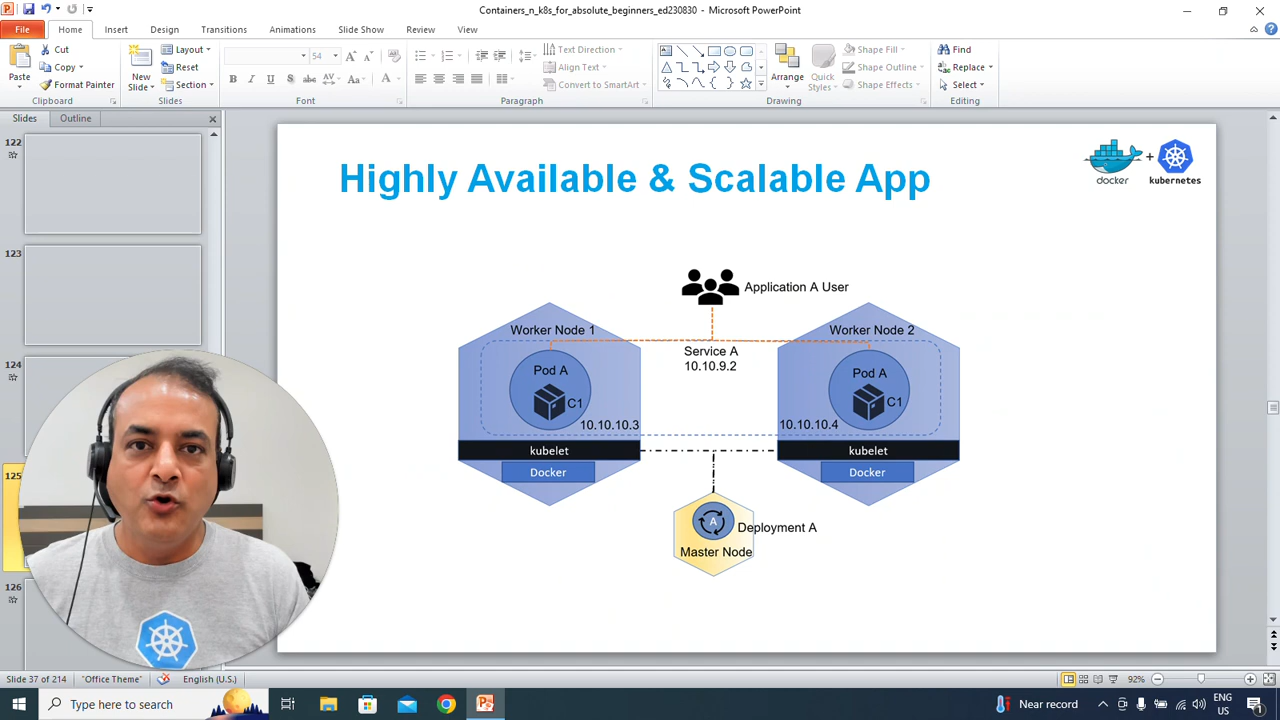 Containers_n_k8s_for_absolute_beginners_ed230830 - Microsoft PowerPoint
File Home Insert Design Transitions Animations Slide Show Review View
Paste
Cut
Copy
Format Painter
Clipboard
New
Slide
Layout
Reset
Section
Slides
54
B I U S abc AV Aa A
Font
Text Direction
Align Text
Convert to SmartArt
Paragraph
Arrange
Quick
Styles
Shape Fill
Shape Outline
Shape Effects
Drawing
Find
Replace
Select
Editing
Slides Outline
122
123
124
125
126
Highly Available & Scalable App
docker + kubernetes
Application A User
Worker Node 1
Worker Node 2
Service A
10.10.9.2
Pod A
C1
10.10.10.3
Pod A
C1
10.10.10.4
kubelet
kubelet
Docker
Docker
A
Deployment A
Master Node
Slide 37 of 214 "Office Theme" English (U.S.) 92%
Type here to search
Near record
ENG
US
1